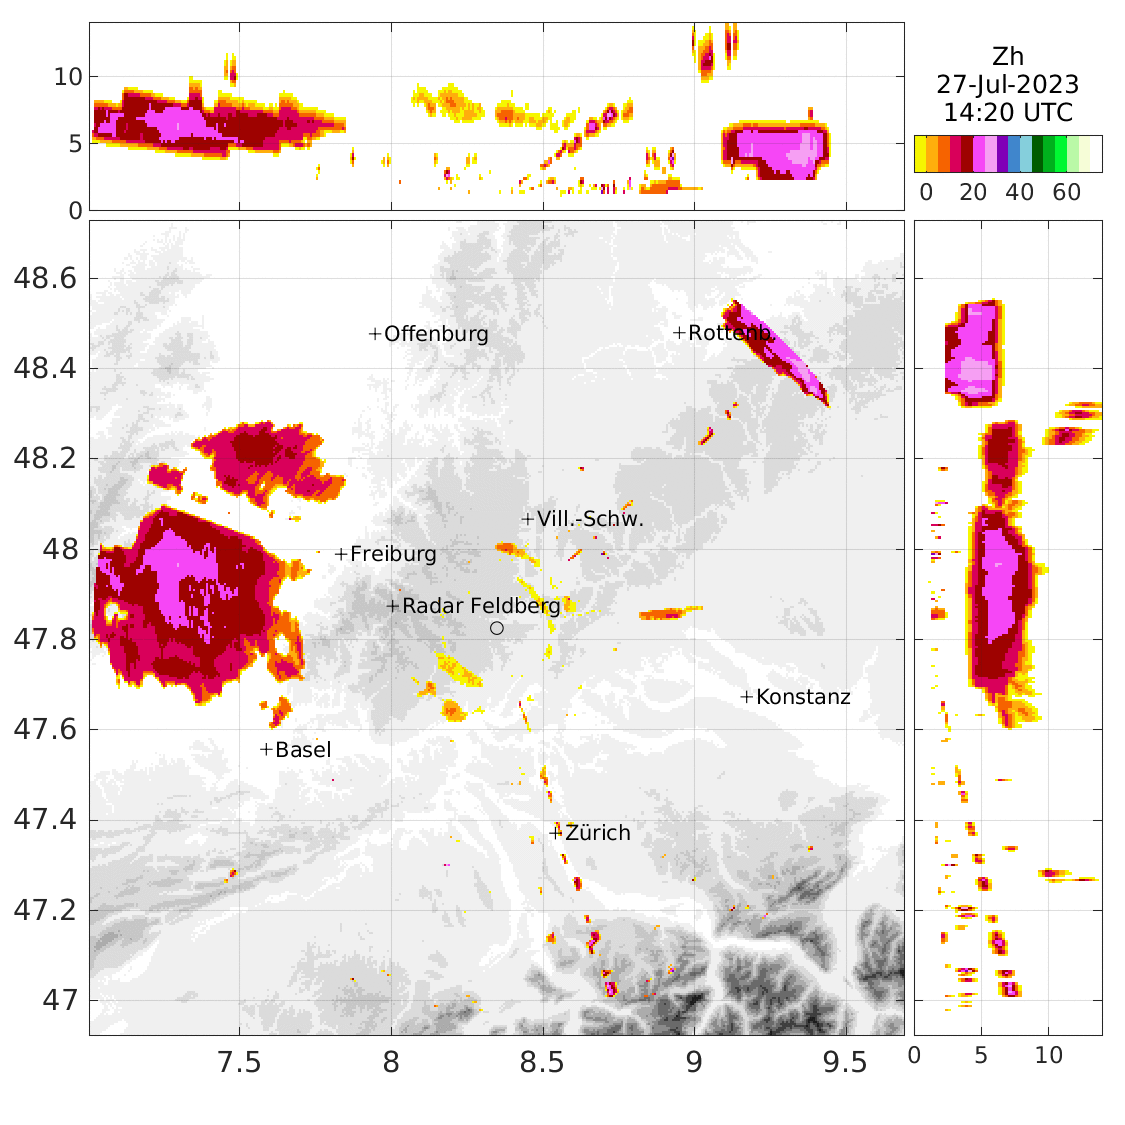 Zh
27-Jul-2023
14:20 UTC
0 20 40 60
10
5
0
48.6
48.4
48.2
48
47.8
47.6
47.4
47.2
47
Offenburg
Rottenb.
Vill.-Schw.
Freiburg
Radar Feldberg
Konstanz
Basel
Zürich
7.5 8 8.5 9 9.5
0 5 10